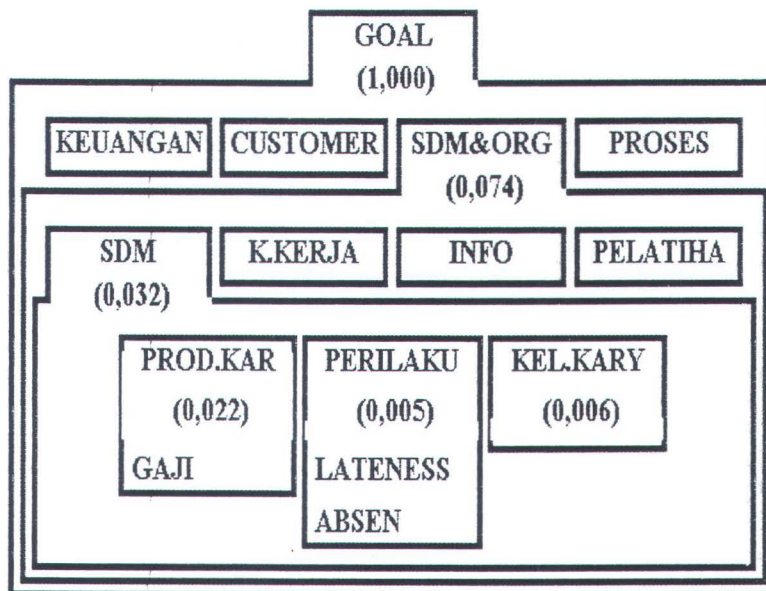 GOAL
(1,000)
KEUANGAN CUSTOMER SDM&ORG PROSES
(0,074)
SDM K.KERJA INFO PELATIHA
(0,032)
PROD.KAR PERILAKU KEL.KARY
(0,022) (0,005) (0,006)
GAJI LATENESS
ABSEN